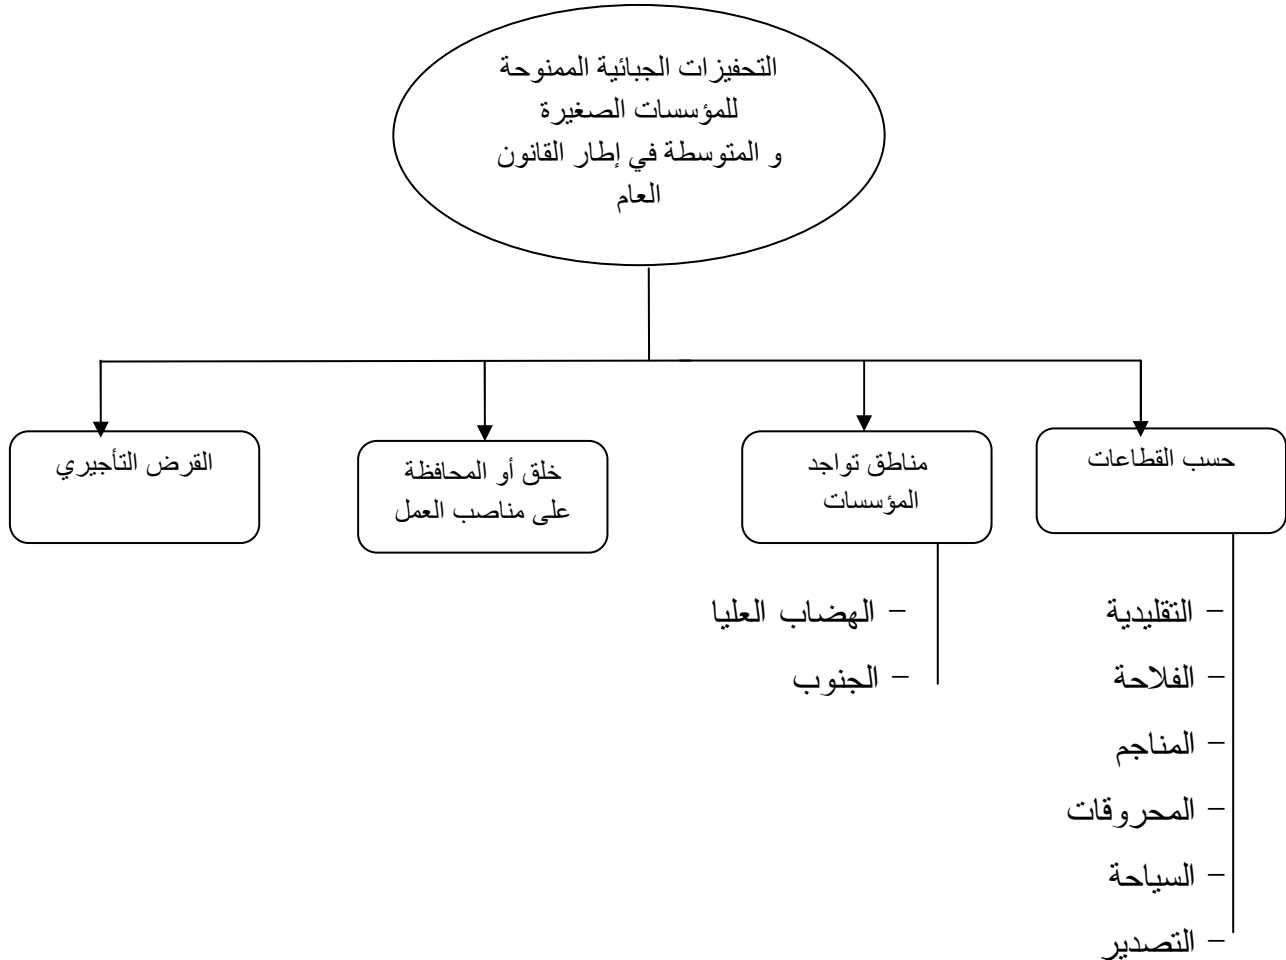 التحفيزات الجبائية الممنوحة
للمؤسسات الصغيرة
و المتوسطة في إطار القانون
العام
حسب القطاعات
مناطق تواجد
المؤسسات
خلق أو المحافظة
على مناصب العمل
القرض التأجيري
– التقليدية
– الفلاحة
– المناجم
– المحروقات
– السياحة
– التصدير
– الهضاب العليا
– الجنوب